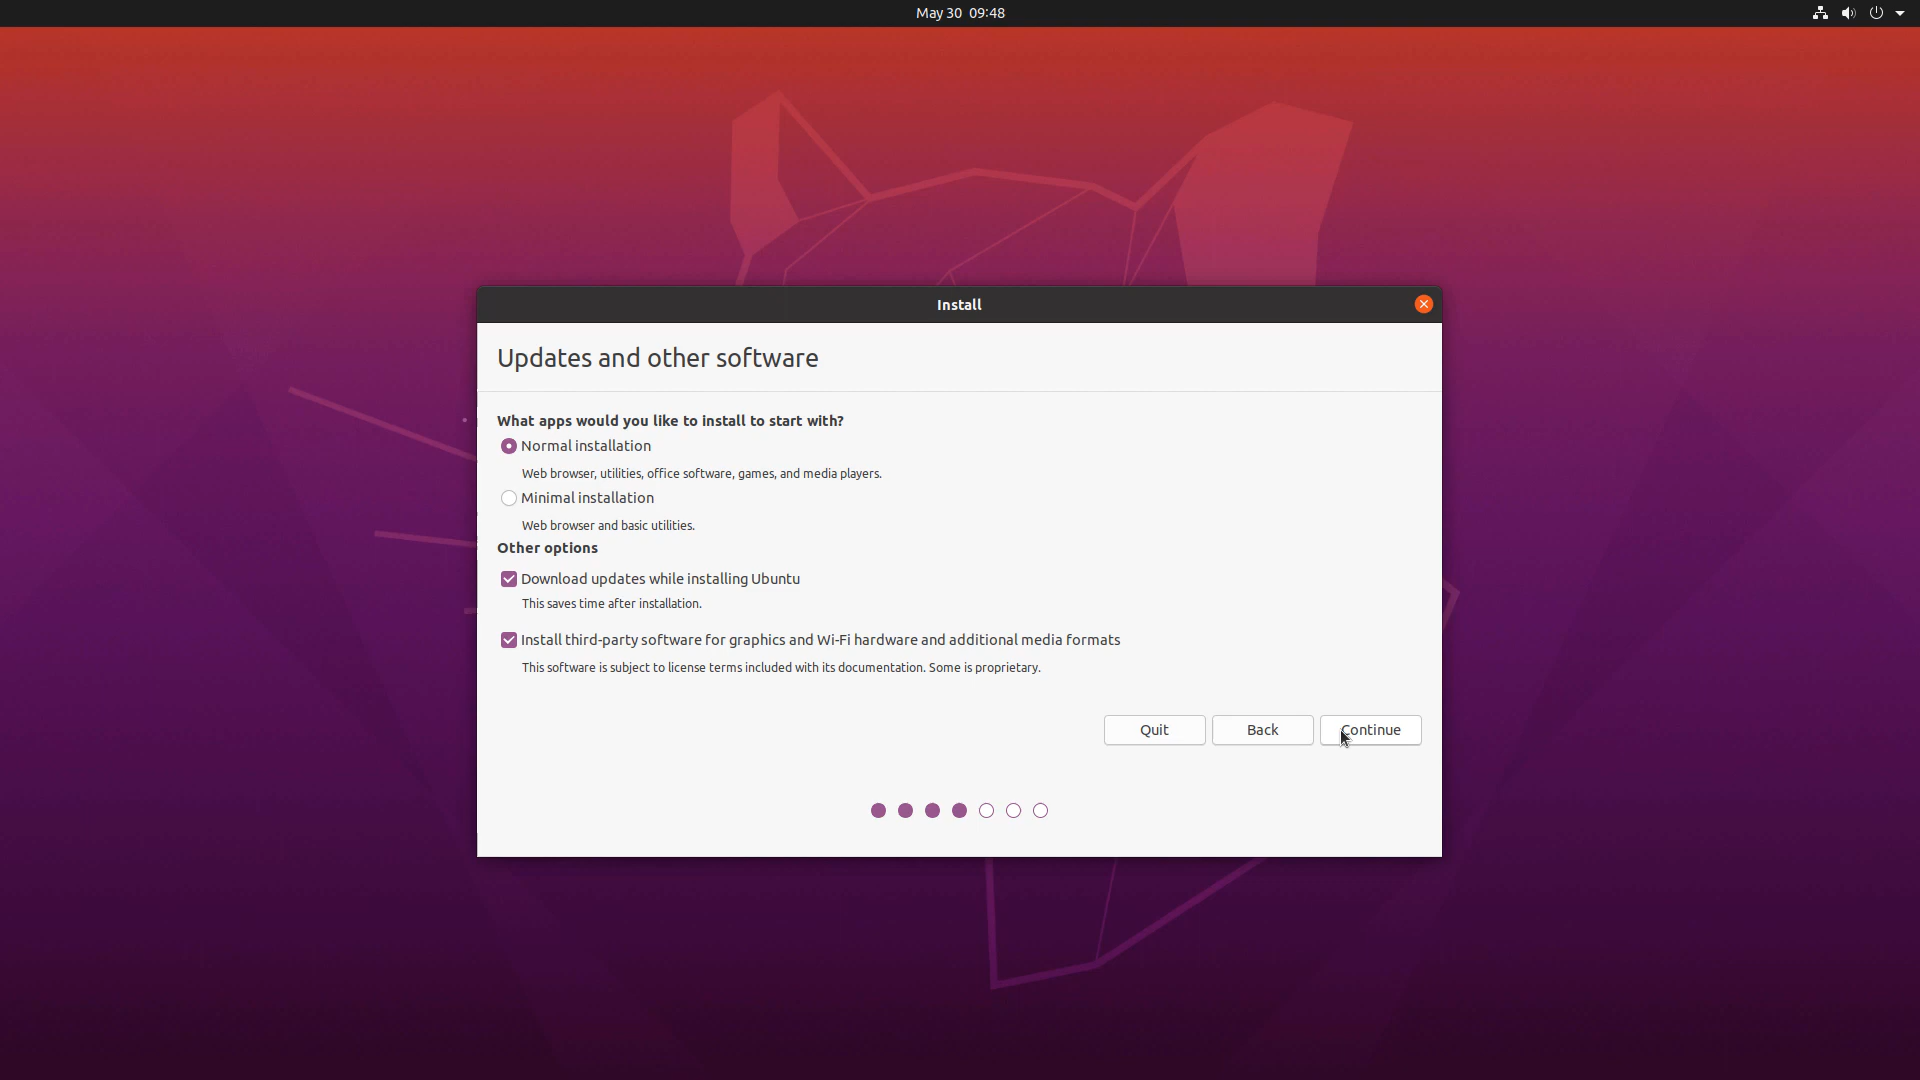 May 30 09:48
Install
Updates and other software
What apps would you like to install to start with?
Normal installation
Web browser, utilities, office software, games, and media players.
Minimal installation
Web browser and basic utilities.
Other options
Download updates while installing Ubuntu
This saves time after installation.
Install third-party software for graphics and Wi-Fi hardware and additional media formats
This software is subject to license terms included with its documentation. Some is proprietary.
Quit Back Continue